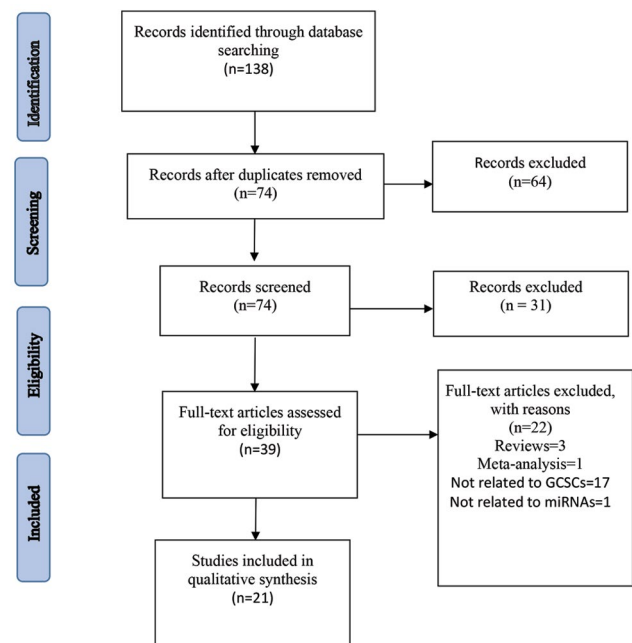 Identification
Records identified through database
searching
(n=138)
Screening
Records after duplicates removed
(n=74)
Records excluded
(n=64)
Records screened
(n=74)
Records excluded
(n = 31)
Eligibility
Full-text articles assessed
for eligibility
(n=39)
Full-text articles excluded,
with reasons
(n=22)
Reviews=3
Meta-analysis=1
Not related to GCSCs=17
Not related to miRNAs=1
Included
Studies included in
qualitative synthesis
(n=21)